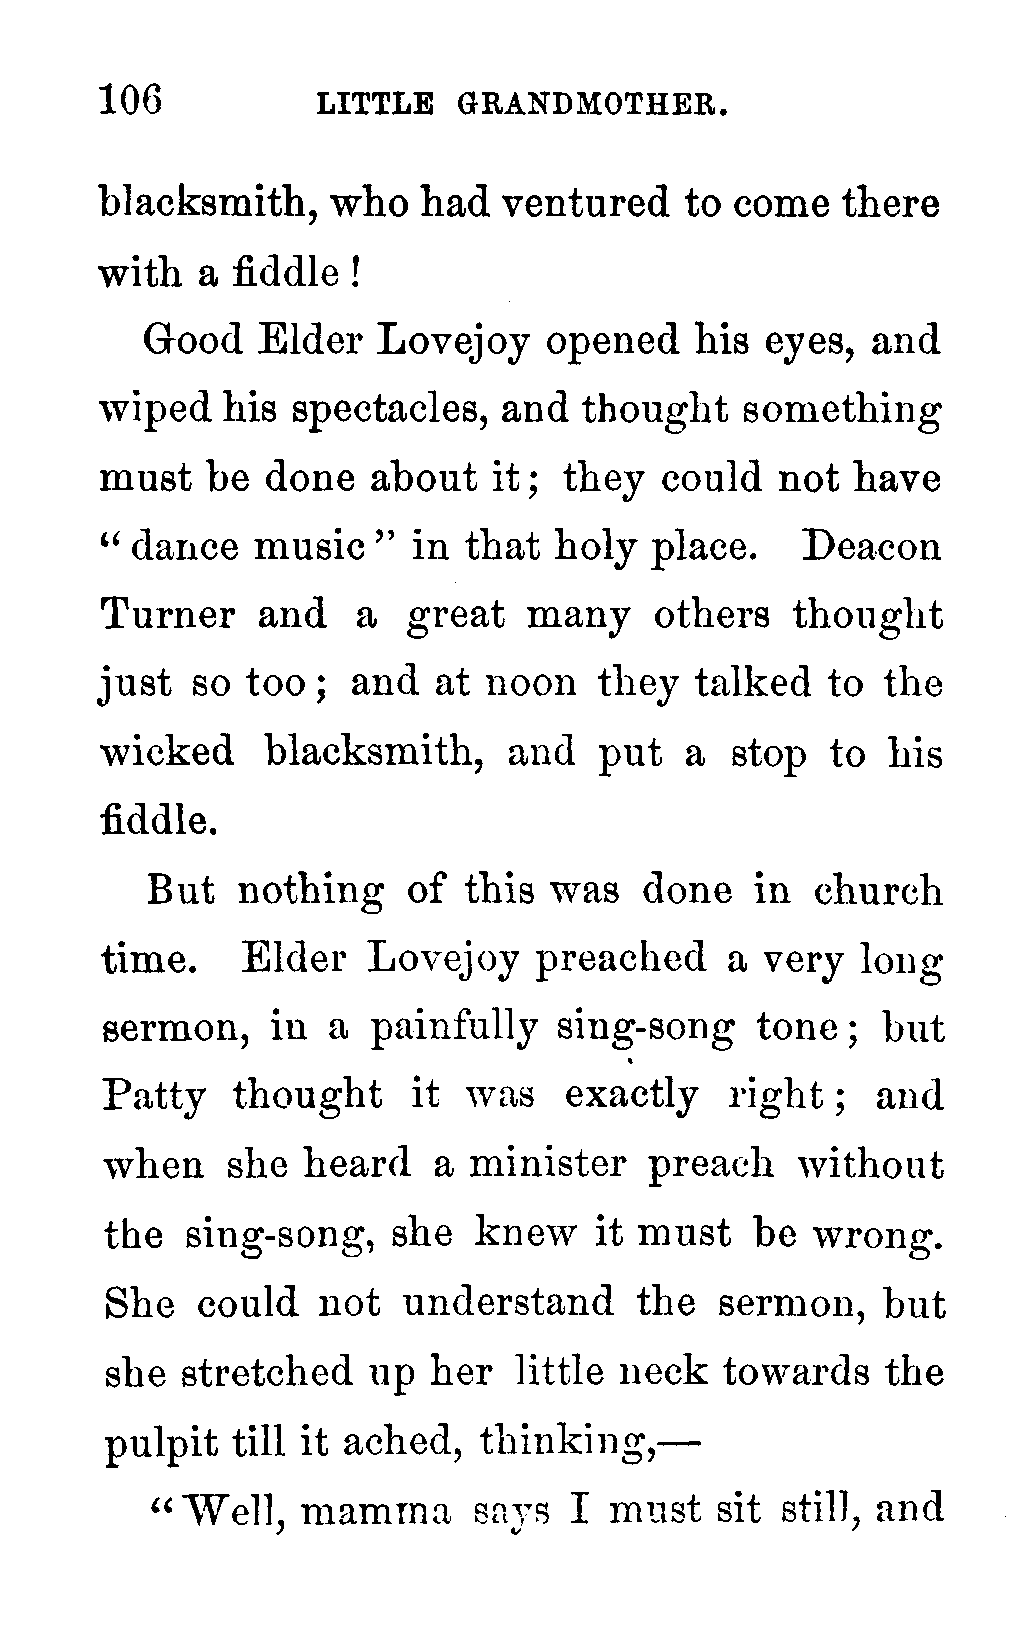 106 LITTLE GRANDMOTHER.
blacksmith, who had ventured to come there
with a fiddle !
Good Elder Lovejoy opened his eyes, and
wiped his spectacles, and thought something
must be done about it ; they could not have
“ dance music ” in that holy place. Deacon
Turner and a great many others thought
just so too ; and at noon they talked to the
wicked blacksmith, and put a stop to his
fiddle.
But nothing of this was done in church
time. Elder Lovejoy preached a very long
sermon, in a painfully sing-song tone ; but
Patty thought it was exactly right ; and
when she heard a minister preach without
the sing-song, she knew it must be wrong.
She could not understand the sermon, but
she stretched up her little neck towards the
pulpit till it ached, thinking,—
“ Well, mamma says I must sit still, and